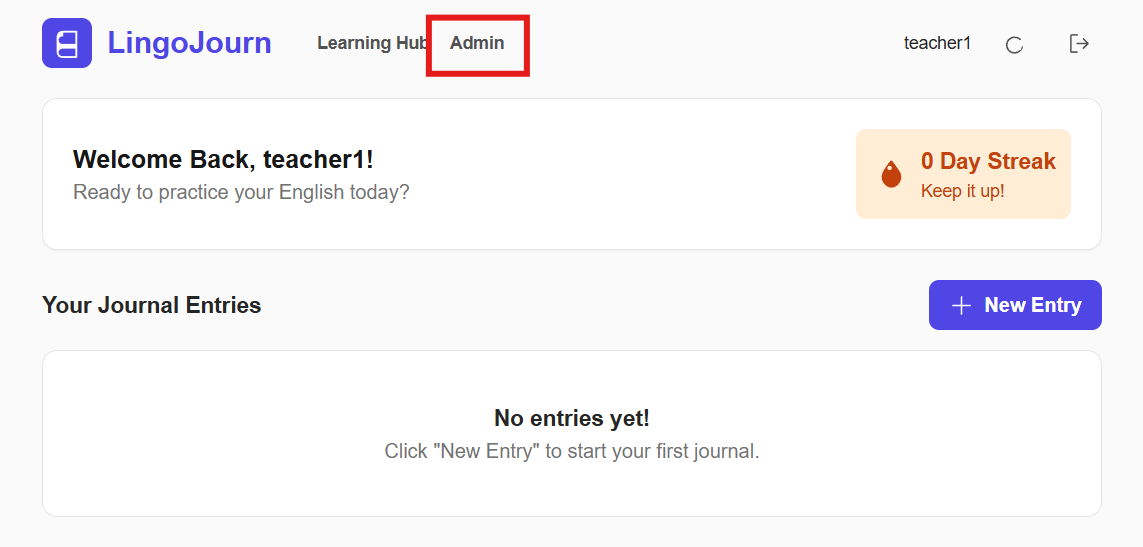 LingoJourn
Learning Hub
Admin
teacher1
Welcome Back, teacher1!
Ready to practice your English today?
0 Day Streak
Keep it up!
Your Journal Entries
New Entry
No entries yet!
Click "New Entry" to start your first journal.